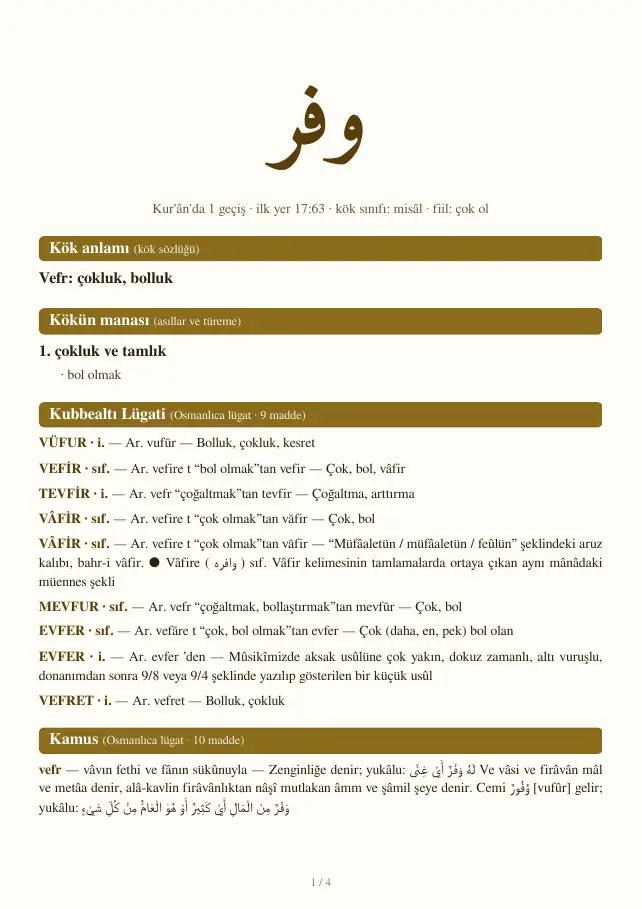 وفر
Kur'ân'da 1 geçiş · ilk yer 17:63 · kök sınıfı: misâl · fiil: çok ol
Kök anlamı (kök sözlüğü)
Vefr: çokluk, bolluk
Kökün manası (asıllar ve türeme)
1. çokluk ve tamlık
· bol olmak
Kubbealtı Lügati (Osmanlıca lügat · 9 madde)
VÜFUR · i. — Ar. vufūr — Bolluk, çokluk, kesret
VEFİR · sıf. — Ar. vefire t “bol olmak”tan vefіr — Çok, bol, vâfir
TEVFİR · i. — Ar. vefr “çoğaltmak”tan tevfіr — Çoğaltma, arttırma
VÂFİR · sıf. — Ar. vefire t “çok olmak”tan vāfir — Çok, bol
VÂFİR · sıf. — Ar. vefire t “çok olmak”tan vāfir — “Müfâaletün / müfâaletün / feûlün” şeklindeki aruz
kalıbı, bahr-i vâfir. ● Vâfire ( وافره ) sıf. Vâfir kelimesinin tamlamalarda ortaya çıkan aynı mânâdaki
müennes şekli
MEVFUR · sıf. — Ar. vefr “çoğaltmak, bollaştırmak”tan mevfūr — Çok, bol
EVFER · sıf. — Ar. vefāre t “çok, bol olmak”tan evfer — Çok (daha, en, pek) bol olan
EVFER · i. — Ar. evfer ’den — Mûsikîmizde aksak usûlüne çok yakın, dokuz zamanlı, altı vuruşlu,
donanımdan sonra 9/8 veya 9/4 şeklinde yazılıp gösterilen bir küçük usûl
VEFRET · i. — Ar. vefret — Bolluk, çokluk
Kamus (Osmanlıca lügat · 10 madde)
vefr — vâvın fethi ve fânın sükûnuyla — Zenginliğe denir; yukâlu: لَهُ وَفْرٌ أَيْ غِنًى Ve vâsi ve firâvân mâl
ve metâa denir, alâ-kavlin firâvânlıktan nâşî mutlakan âmm ve şâmil şeye denir. Cemi وُفُورٌ [vufûr] gelir;
yukâlu: وَفْرٌ مِنَ الْمَالِ أَيْ كَثِيرٌ أَوْ هُوَ الْعَامُّ مِنْ كُلِّ شَيْءٍ
1 / 4